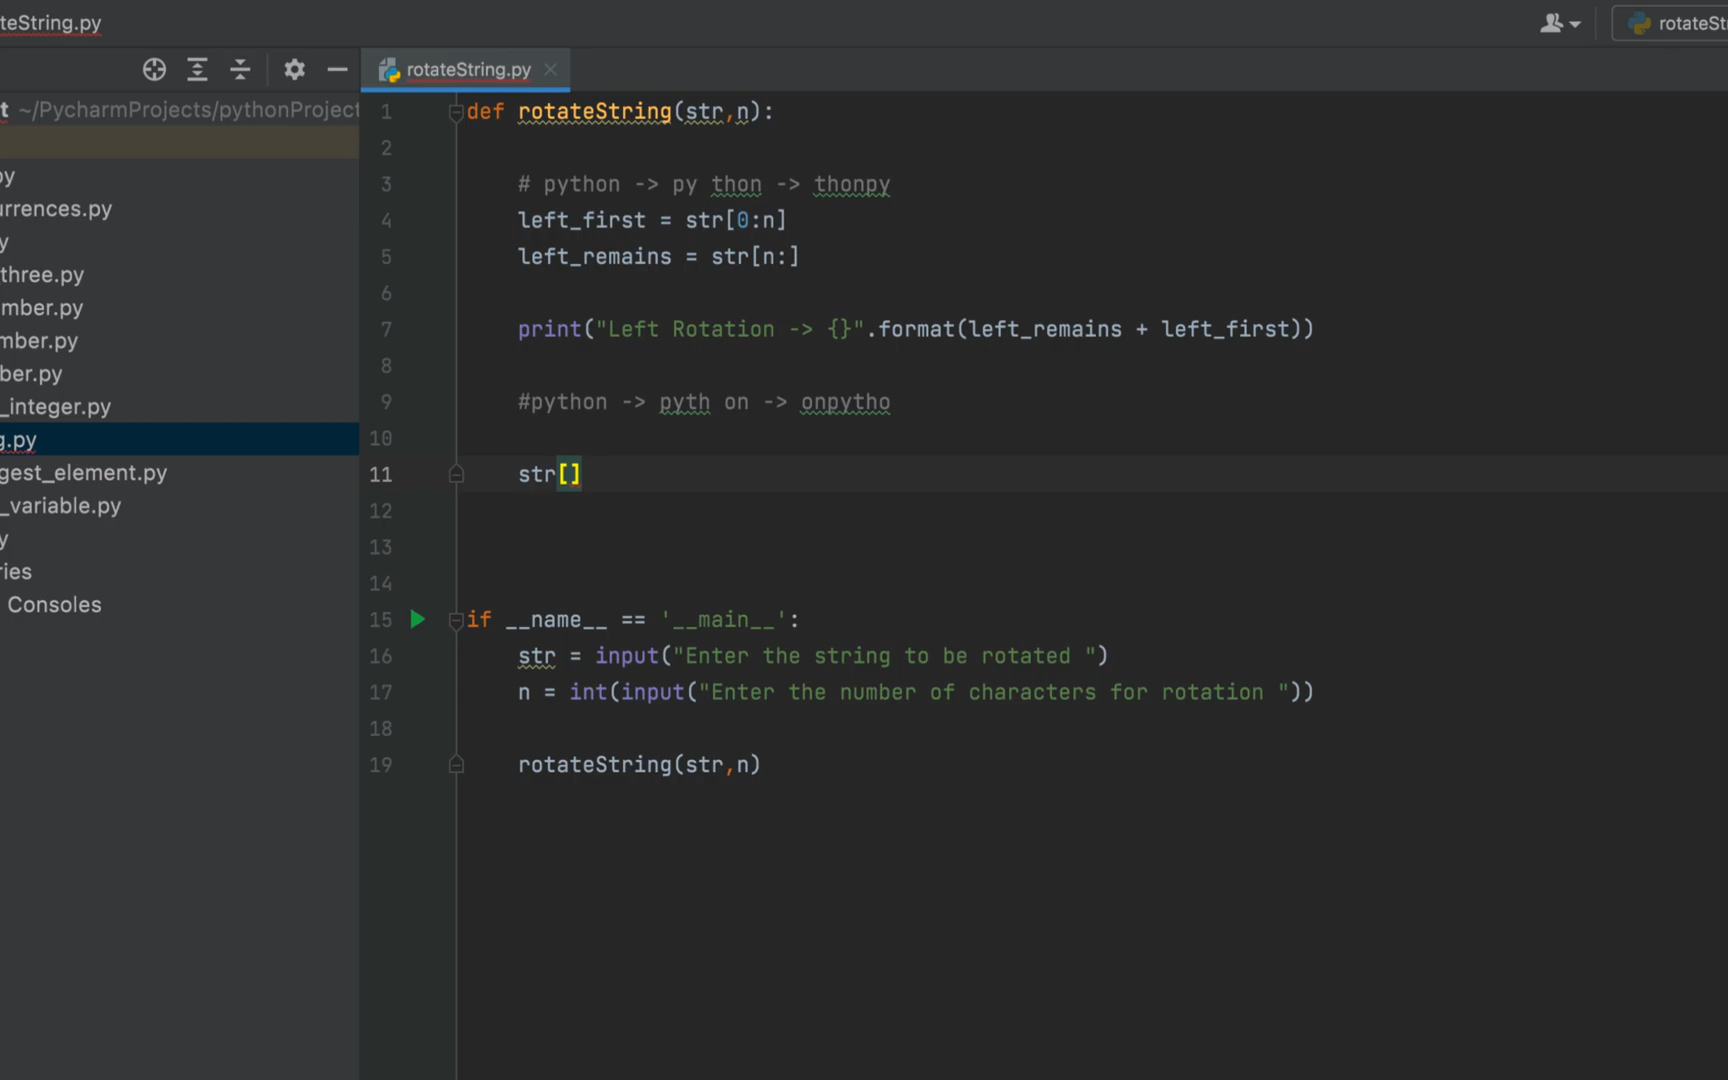 teString.py
rotateStr
rotateString.py
t ~/PycharmProjects/pythonProject
py
urrences.py
y
three.py
mber.py
mber.py
ber.py
_integer.py
g.py
gest_element.py
_variable.py
y
ries
Consoles
1 def rotateString(str,n):
2
3 # python -> py thon -> thonpy
4 left_first = str[0:n]
5 left_remains = str[n:]
6
7 print("Left Rotation -> {}".format(left_remains + left_first))
8
9 #python -> pyth on -> onpytho
10
11 str[]
12
13
14
15 if __name__ == '__main__':
16 str = input("Enter the string to be rotated ")
17 n = int(input("Enter the number of characters for rotation "))
18
19 rotateString(str,n)